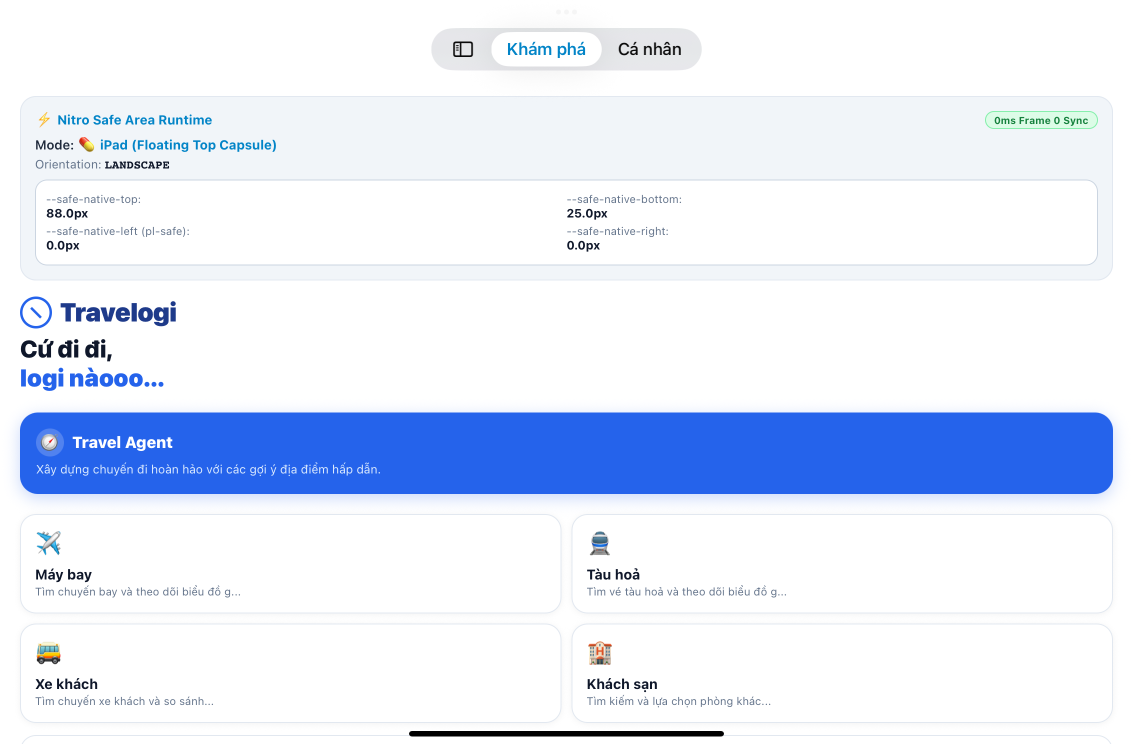 Khám phá
Cá nhân
⚡ Nitro Safe Area Runtime
0ms Frame 0 Sync
Mode: 💊 iPad (Floating Top Capsule)
Orientation: LANDSCAPE
--safe-native-top:
88.0px
--safe-native-bottom:
25.0px
--safe-native-left (pl-safe):
0.0px
--safe-native-right:
0.0px
Travelogi
Cứ đi đi,
logi nàooo...
Travel Agent
Xây dựng chuyến đi hoàn hảo với các gợi ý địa điểm hấp dẫn.
Máy bay
Tìm chuyến bay và theo dõi biểu đồ g...
Tàu hoả
Tìm vé tàu hoả và theo dõi biểu đồ g...
Xe khách
Tìm chuyến xe khách và so sánh...
Khách sạn
Tìm kiếm và lựa chọn phòng khác...